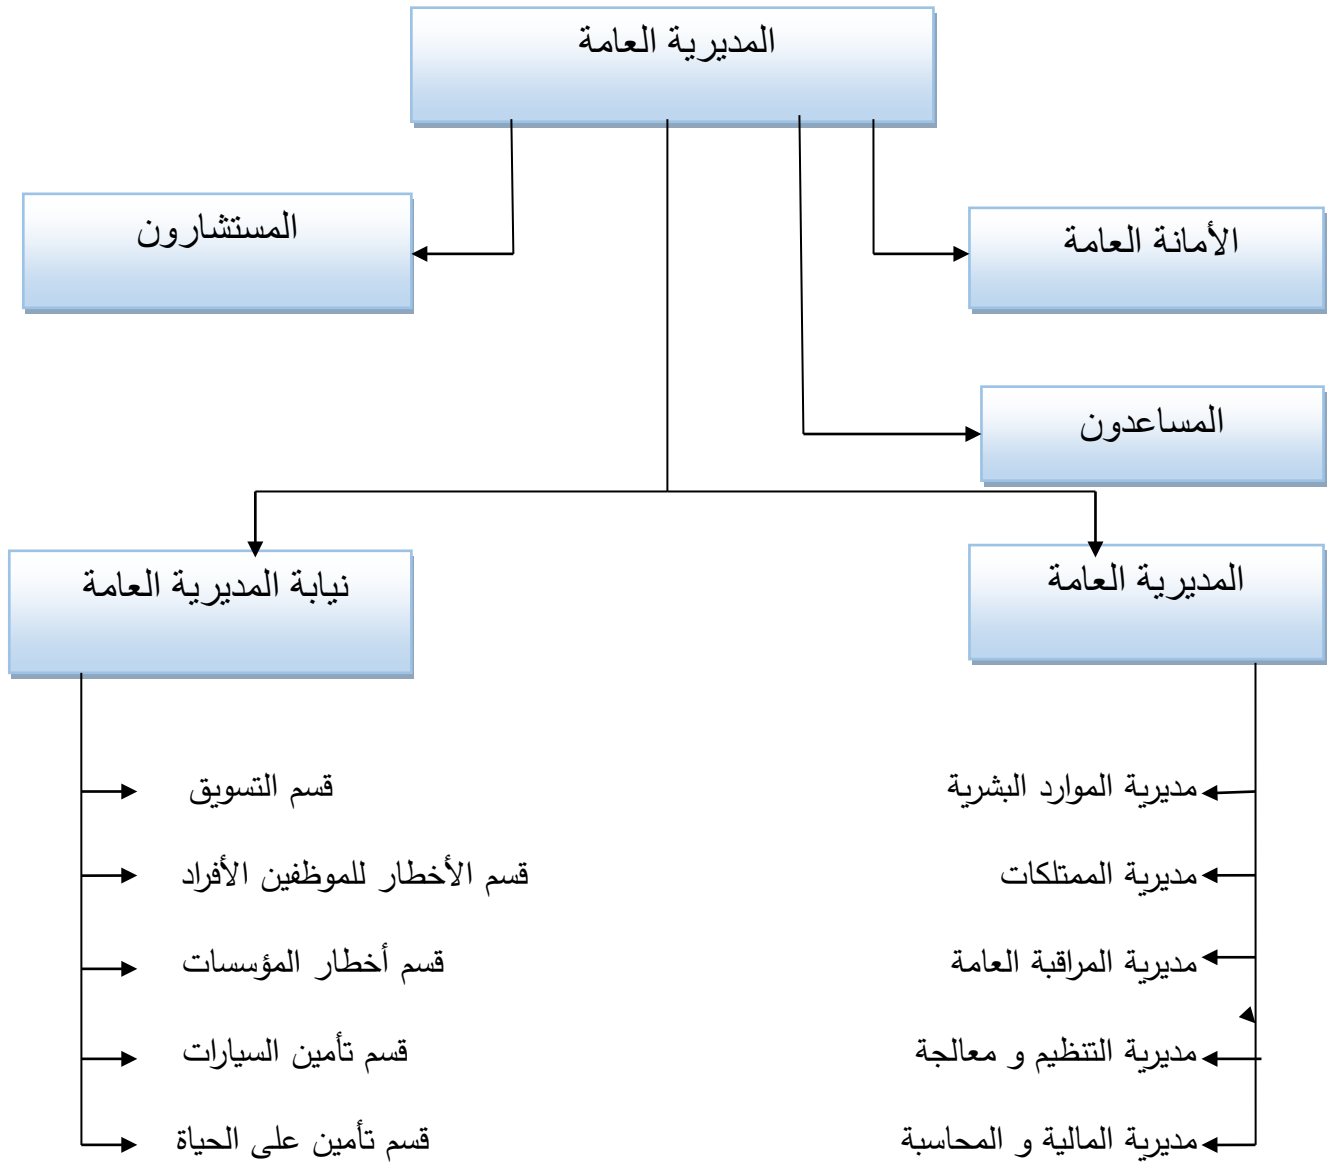 المديرية العامة
الأمانة العامة
المستشارون
المساعدون
المديرية العامة
نيابة المديرية العامة
مديرية الموارد البشرية
مديرية الممتلكات
مديرية المراقبة العامة
مديرية التنظيم و معالجة
مديرية المالية و المحاسبة
قسم التسويق
قسم الأخطار للموظفين الأفراد
قسم أخطار المؤسسات
قسم تأمين السيارات
قسم تأمين على الحياة